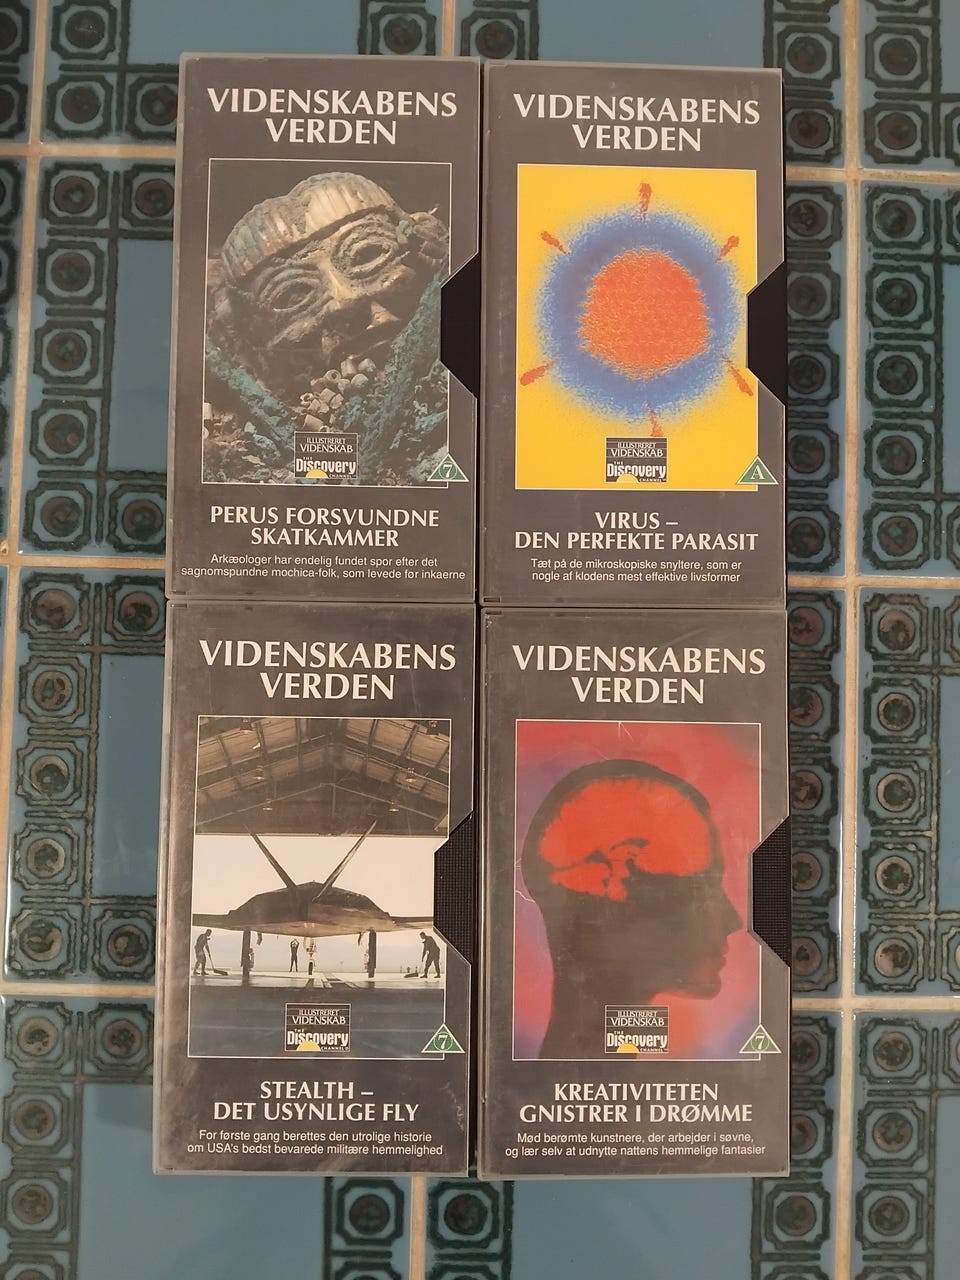 VIDENSKABENS
VERDEN
ILLUSTRERET
VIDENSKAB
THE
Discovery
CHANNEL
7
PERUS FORSVUNDNE
SKATKAMMER
Arkæologer har endelig fundet spor efter det
sagnomspundne mochica-folk, som levede før inkaerne
VIDENSKABENS
VERDEN
ILLUSTRERET
VIDENSKAB
THE
Discovery
CHANNEL
A
VIRUS –
DEN PERFEKTE PARASIT
Tæt på de mikroskopiske snyltere, som er
nogle af klodens mest effektive livsformer
VIDENSKABENS
VERDEN
ILLUSTRERET
VIDENSKAB
THE
Discovery
CHANNEL
7
STEALTH –
DET USYNLIGE FLY
For første gang berettes den utrolige historie
om USA's bedst bevarede militære hemmelighed
VIDENSKABENS
VERDEN
ILLUSTRERET
VIDENSKAB
THE
Discovery
CHANNEL
7
KREATIVITETEN
GNISTRER I DRØMME
Mød berømte kunstnere, der arbejder i søvne,
og lær selv at udnytte nattens hemmelige fantasier